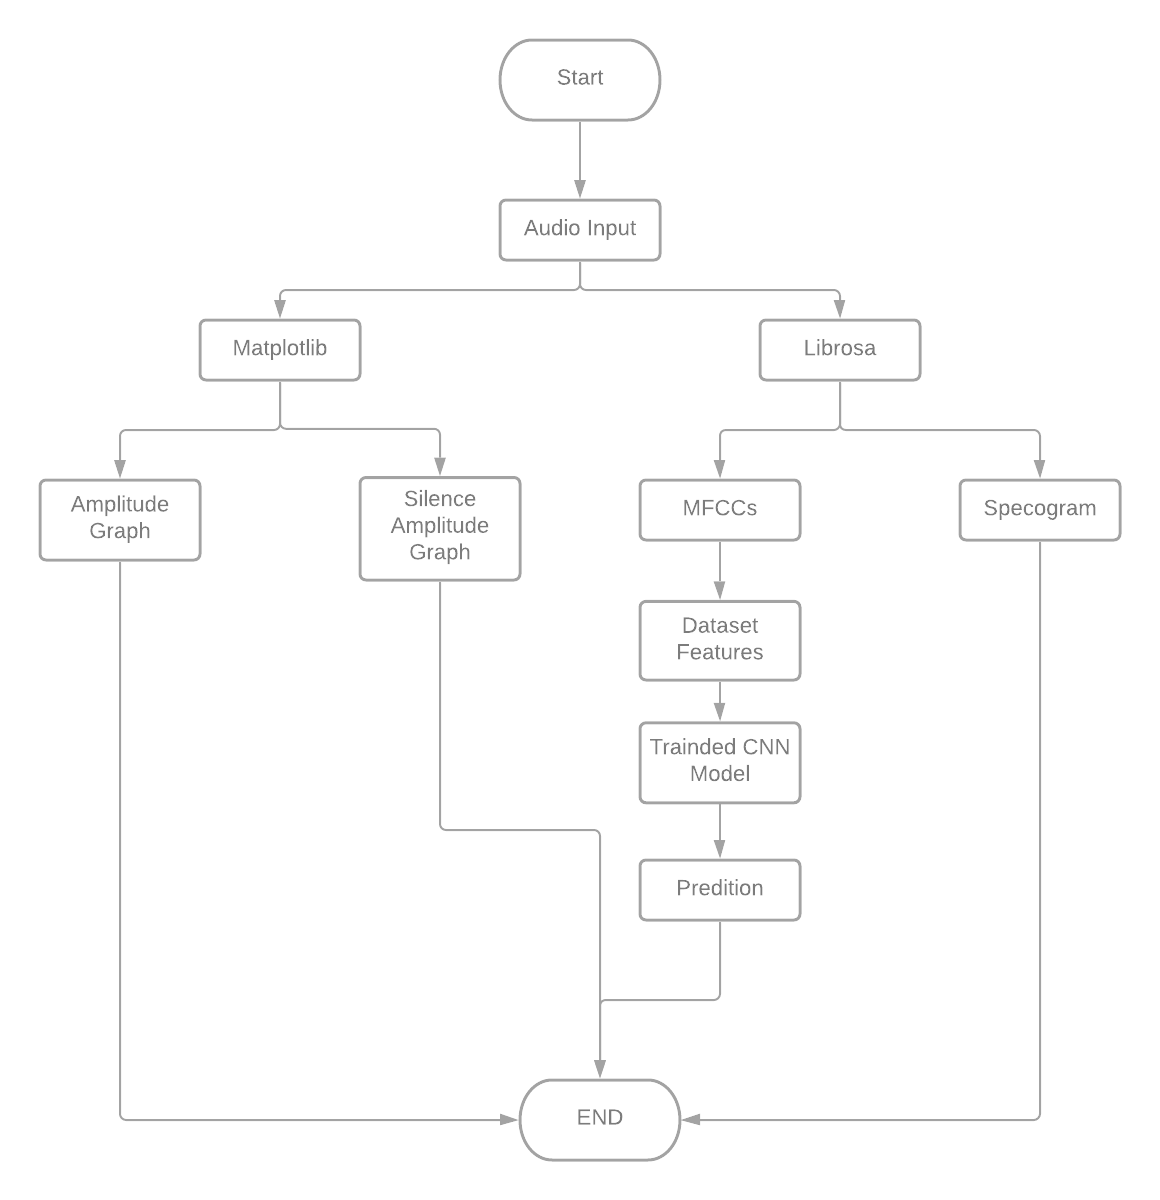 Start
Audio Input
Matplotlib
Librosa
Amplitude
Graph
Silence
Amplitude
Graph
MFCCs
Specogram
Dataset
Features
Trainded CNN
Model
Predition
END